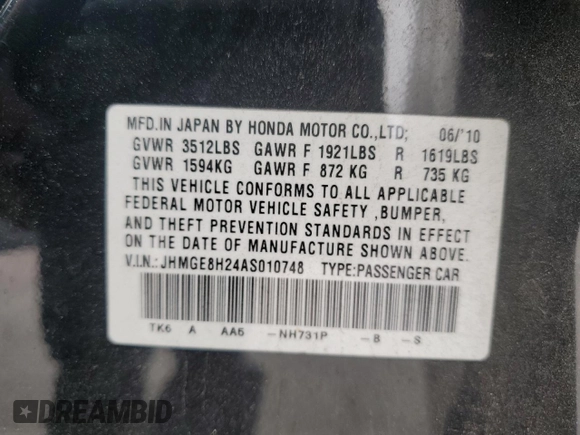 MFD.IN JAPAN BY HONDA MOTOR CO.,LTD; 06/'10
GVWR 3512LBS GAWR F 1921LBS R 1619LBS
GVWR 1594KG GAWR F 872 KG R 735 KG
THIS VEHICLE CONFORMS TO ALL APPLICABLE
FEDERAL MOTOR VEHICLE SAFETY ,BUMPER,
AND THEFT PREVENTION STANDARDS IN EFFECT
ON THE DATE OF MANUFACTURE SHOWN ABOVE.
V.I.N.:JHMGE8H24AS010748 TYPE:PASSENGER CAR
TK6 A AA5 -NH731P -B -S
DREAMBID